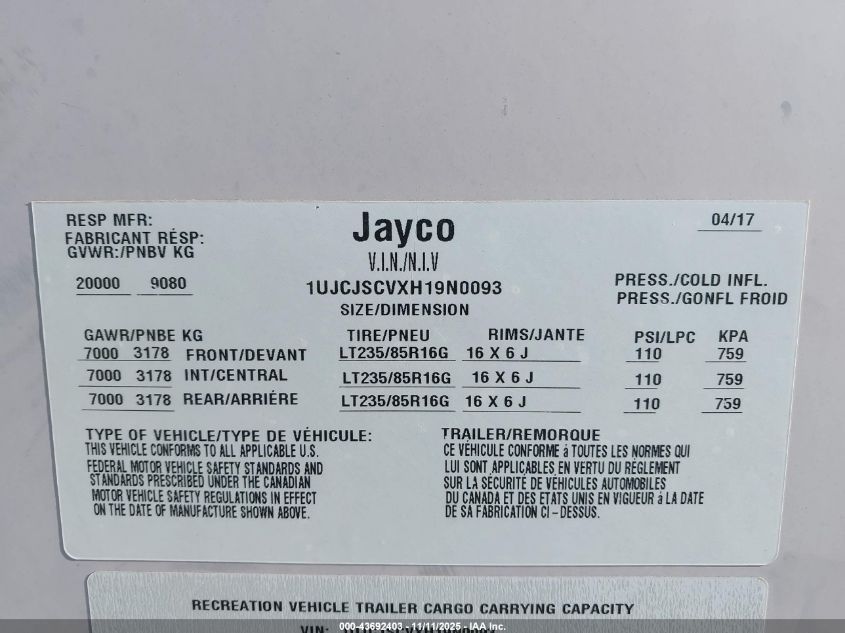 RESP MFR:
FABRICANT RÉSP:
GVWR:/PNBV KG
20000 9080
Jayco
V.I.N./N.I.V
1UJCJSCVXH19N0093
SIZE/DIMENSION
04/17
PRESS./COLD INFL.
PRESS./GONFL FROID
GAWR/PNBE KG TIRE/PNEU RIMS/JANTE PSI/LPC KPA
7000 3178 FRONT/DEVANT LT235/85R16G 16 X 6 J 110 759
7000 3178 INT/CENTRAL LT235/85R16G 16 X 6 J 110 759
7000 3178 REAR/ARRIÉRE LT235/85R16G 16 X 6 J 110 759
TYPE OF VEHICLE/TYPE DE VÉHICULE: TRAILER/REMORQUE
THIS VEHICLE CONFORMS TO ALL APPLICABLE U.S.
FEDERAL MOTOR VEHICLE SAFETY STANDARDS AND
STANDARDS PRESCRIBED UNDER THE CANADIAN
MOTOR VEHICLE SAFETY REGULATIONS IN EFFECT
ON THE DATE OF MANUFACTURE SHOWN ABOVE.
CE VÉHICULE CONFORME à TOUTES LES NORMES QUI
LUI SONT APPLICABLES EN VERTU DU RÉGLEMENT
SUR LA SÉCURITÉ DE VÉHICULES AUTOMOBILES
DU CANADA ET DES ETATS UNIS EN VIGUEUR à LA DATE
DE SA FABRICATION CI-DESSUS.
RECREATION VEHICLE TRAILER CARGO CARRYING CAPACITY
VIN:
000-43692403 - 11/11/2025 - IAA Inc.